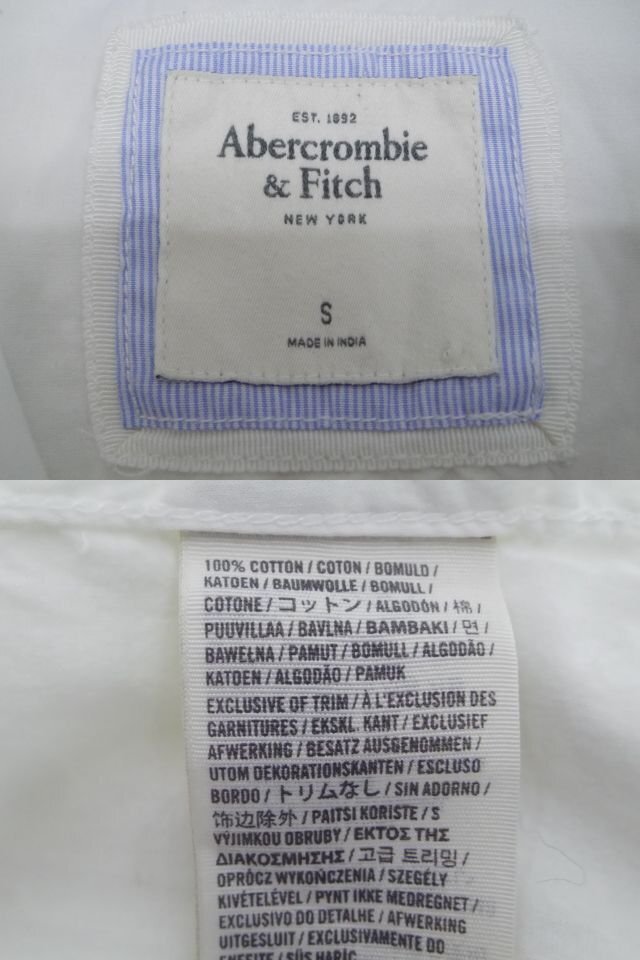 EST. 1892
Abercrombie
& Fitch
NEW YORK
S
MADE IN INDIA
100% COTTON / COTON / BOMULD /
KATOEN / BAUMWOLLE / BOMULL /
COTONE / コットン / ALGODÓN / 棉 /
PUUVILLAA / BAVLNA / BAMBAKI / 면 /
BAWEŁNA / PAMUT / BOMULL / ALGODÃO /
KATOEN / ALGODÃO / PAMUK
EXCLUSIVE OF TRIM / À L'EXCLUSION DES
GARNITURES / EKSKL. KANT / EXCLUSIEF
AFWERKING / BESATZ AUSGENOMMEN /
UTOM DEKORATIONSKANTEN / ESCLUSO
BORDO / トリムなし / SIN ADORNO /
饰边除外 / PAITSI KORISTE / S
VÝJIMKOU OBRUBY / ΕΚΤΟΣ ΤΗΣ
ΔΙΑΚΟΣΜΗΣΗΣ / 고급 트리밍 /
OPRÓCZ WYKOŃCZENIA / SZEGÉLY
KIVÉTELÉVEL / PYNT IKKE MEDREGNET /
EXCLUSIVO DO DETALHE / AFWERKING
UITGESLUIT / EXCLUSIVAMENTE DO
ENFEITE / SÜS HARİÇ